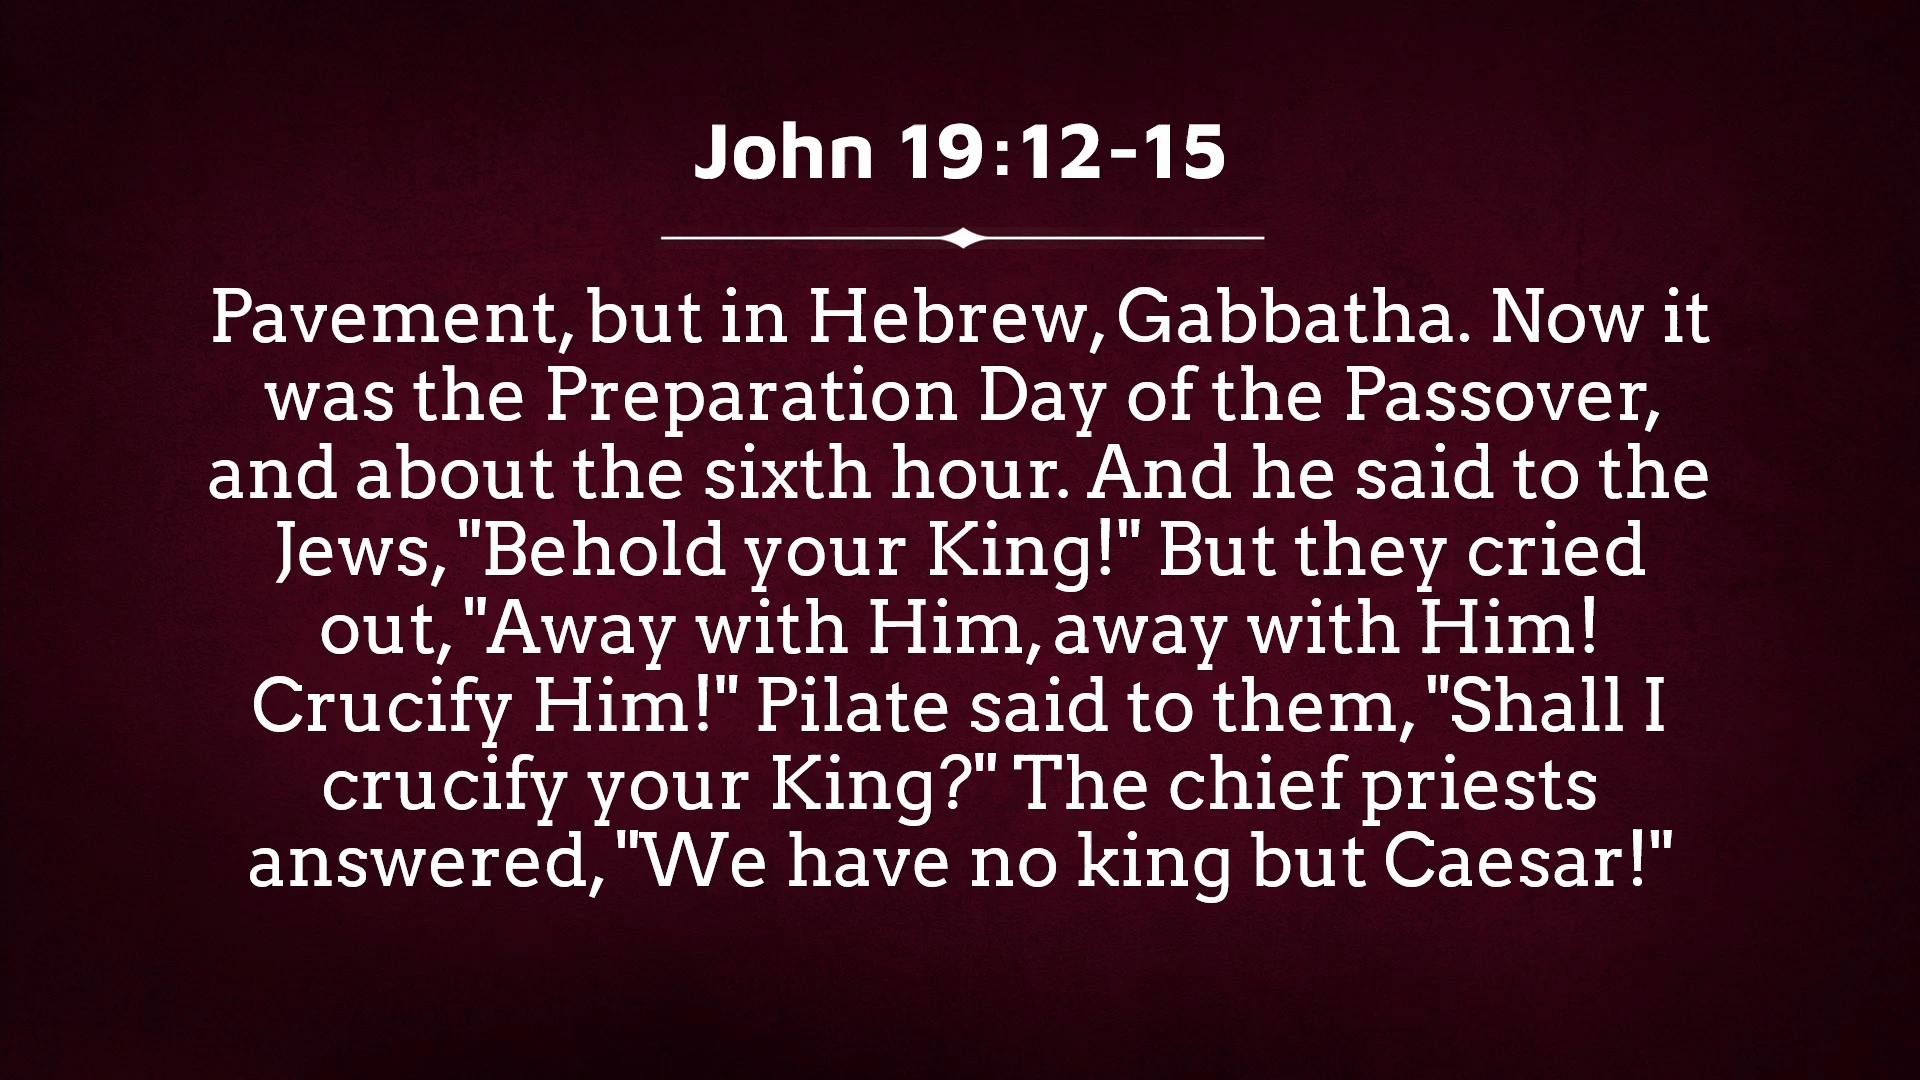 John 19:12-15
Pavement, but in Hebrew, Gabbatha. Now it
was the Preparation Day of the Passover,
and about the sixth hour. And he said to the
Jews, "Behold your King!" But they cried
out, "Away with Him, away with Him!
Crucify Him!" Pilate said to them, "Shall I
crucify your King?" The chief priests
answered, "We have no king but Caesar!"